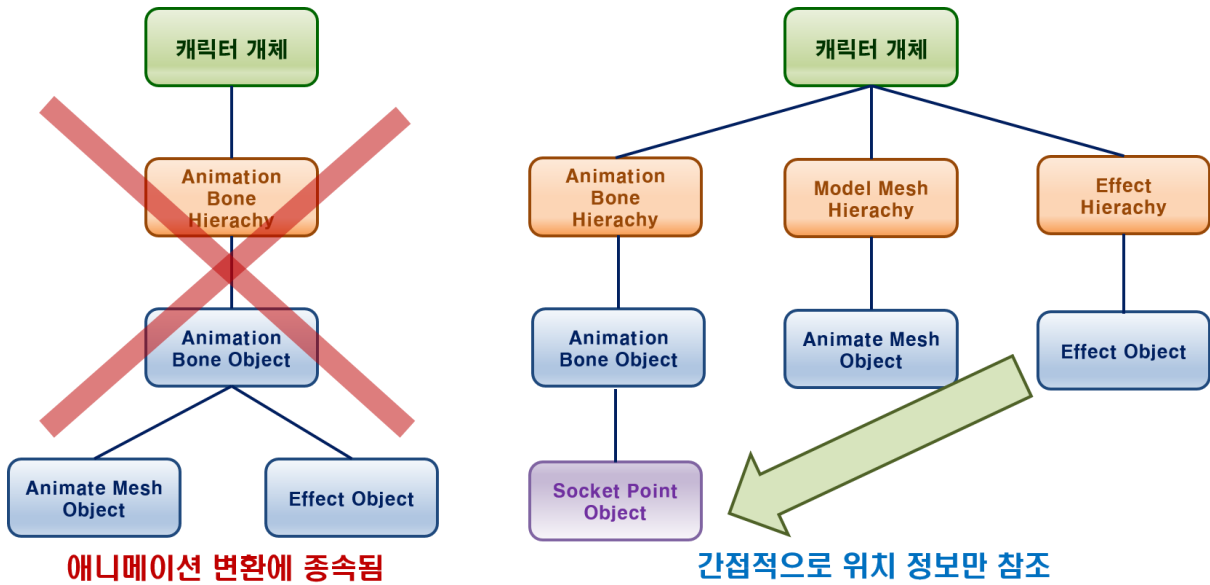 캐릭터 개체
Animation
Bone
Hierachy
Animation
Bone Object
Animate Mesh
Object
Effect Object
애니메이션 변환에 종속됨
캐릭터 개체
Animation
Bone
Hierachy
Model Mesh
Hierarchy
Effect
Hierarchy
Animation
Bone Object
Animate Mesh
Object
Effect Object
Socket Point
Object
간접적으로 위치 정보만 참조